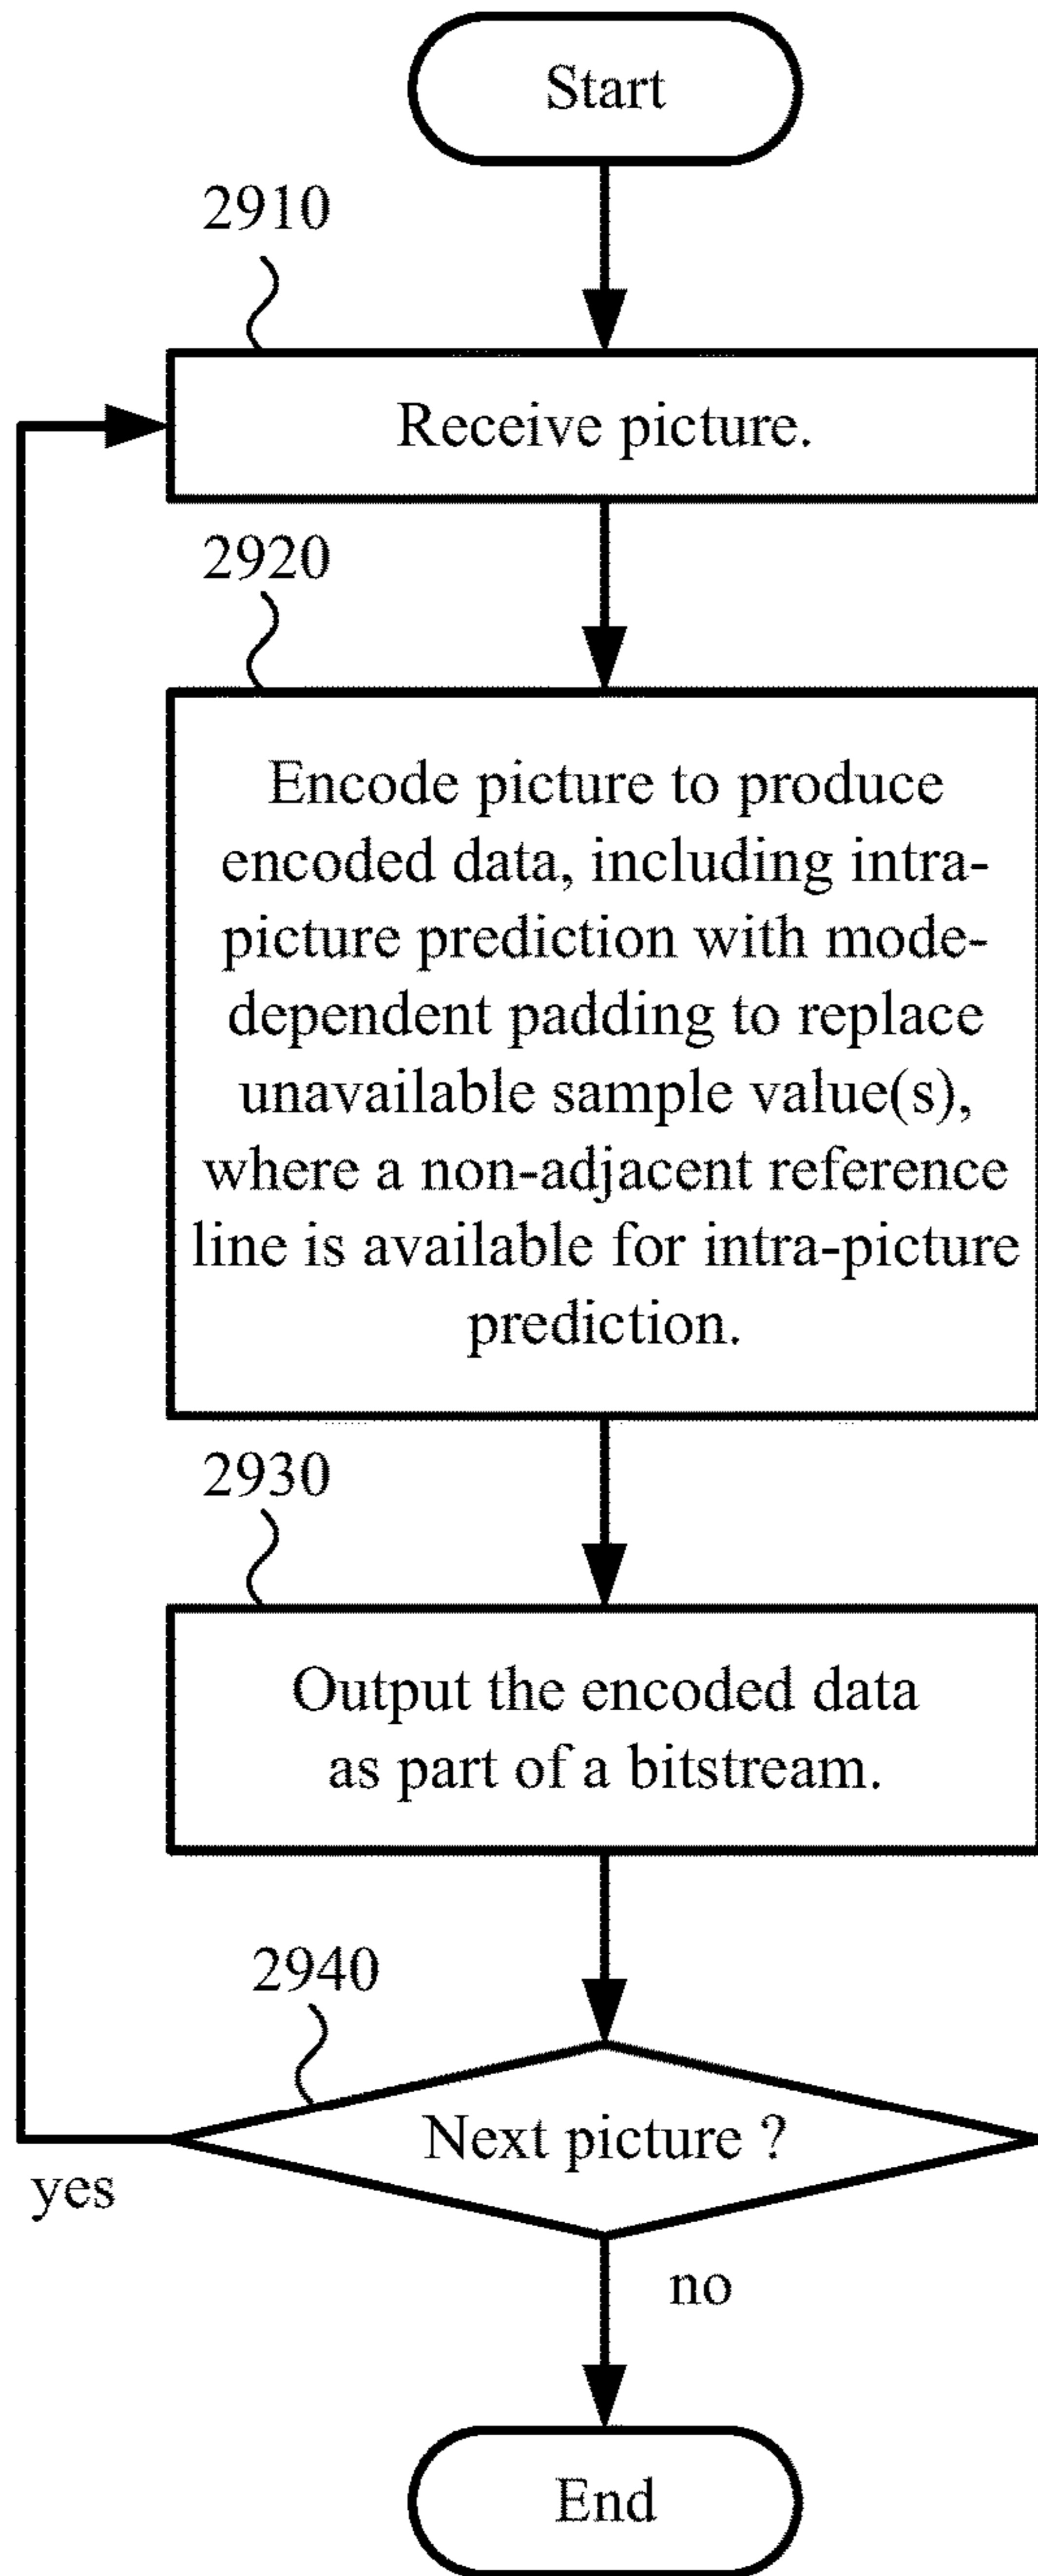 Start
2910
Receive picture.
2920
Encode picture to produce
encoded data, including intra-
picture prediction with mode-
dependent padding to replace
unavailable sample value(s),
where a non-adjacent reference
line is available for intra-picture
prediction.
2930
Output the encoded data
as part of a bitstream.
2940
Next picture ?
yes
no
End